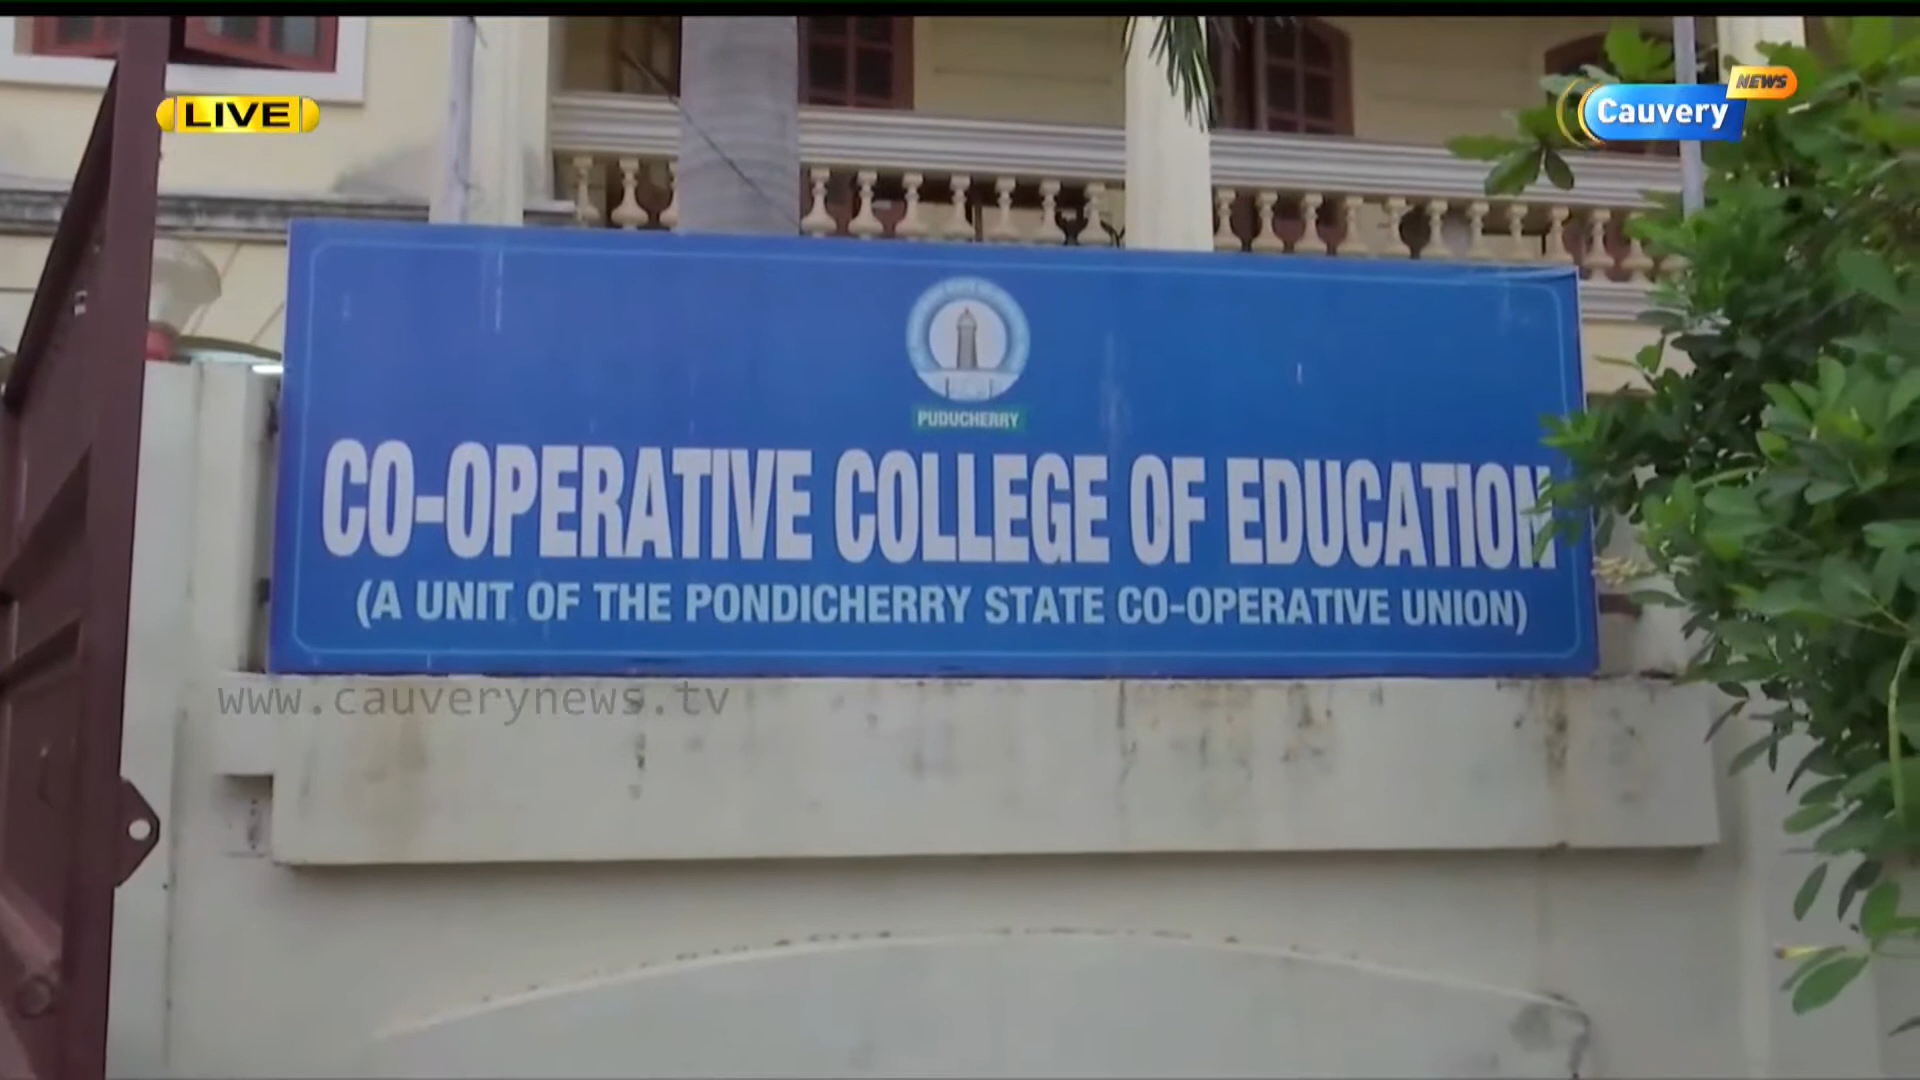 LIVE
NEWS
Cauvery
PUDUCHERRY
CO-OPERATIVE COLLEGE OF EDUCATION
(A UNIT OF THE PONDICHERRY STATE CO-OPERATIVE UNION)
www.cauverynews.tv